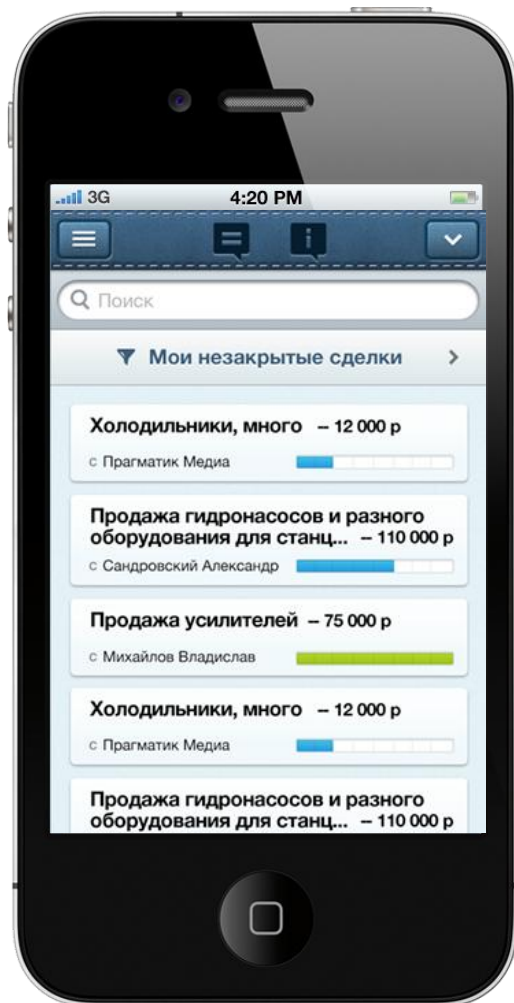 3G 4:20 PM
Поиск
Мои незакрытые сделки
Холодильники, много – 12 000 р
с Прагматик Медиа
Продажа гидронасосов и разного
оборудования для станц... – 110 000 р
с Сандровский Александр
Продажа усилителей – 75 000 р
с Михайлов Владислав
Холодильники, много – 12 000 р
с Прагматик Медиа
Продажа гидронасосов и разного
оборудования для станц... – 110 000 р